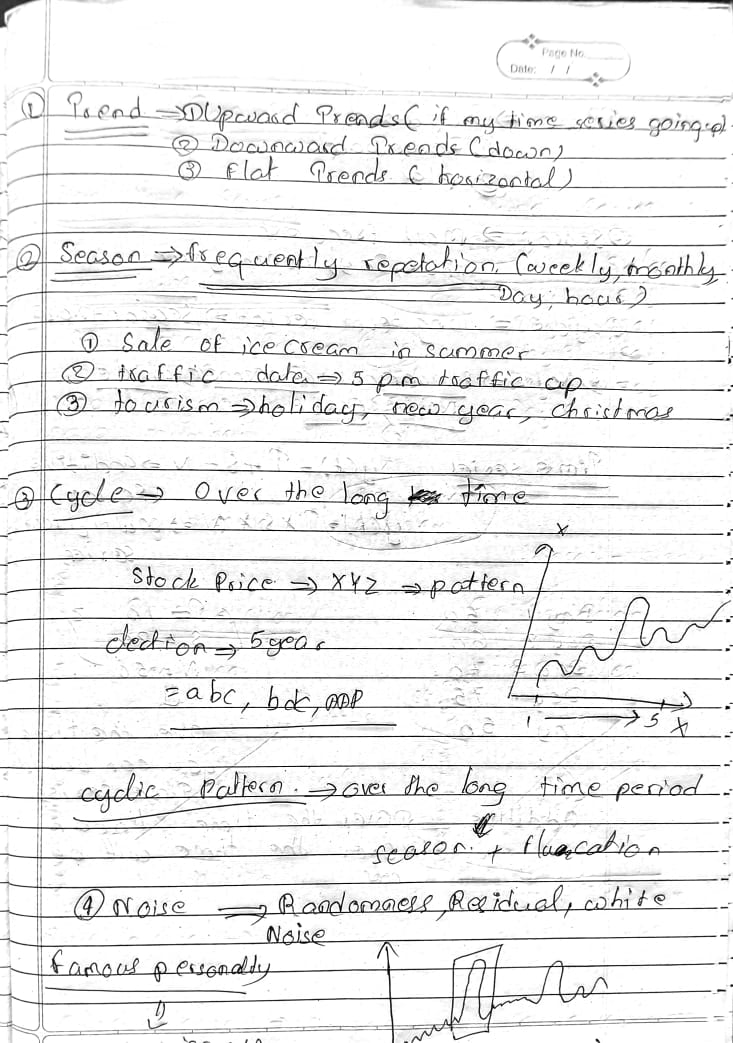 Page No.
Date: / /
① Trend ⇒ ① Upward Trends ( if my time series going up)
② Downward Trends (down)
③ flat Trends ( horizontal )
② Season ⇒ frequently repetation (weekly, monthly
Day, hour)
① Sale of ice cream in summer
② traffic data ⇒ 5 pm traffic up
③ tourism ⇒ holiday, new year, christmas
③ Cycle → Over the long time
X
Stock Price ⇒ XYZ ⇒ pattern
election → 5 year
= abc, bdc,
1 → 5 X
cyclic pattern. → over the long time period
season + fluacation
④ Noise ⇒ Randomness, Residual, white
Noise
famous personality